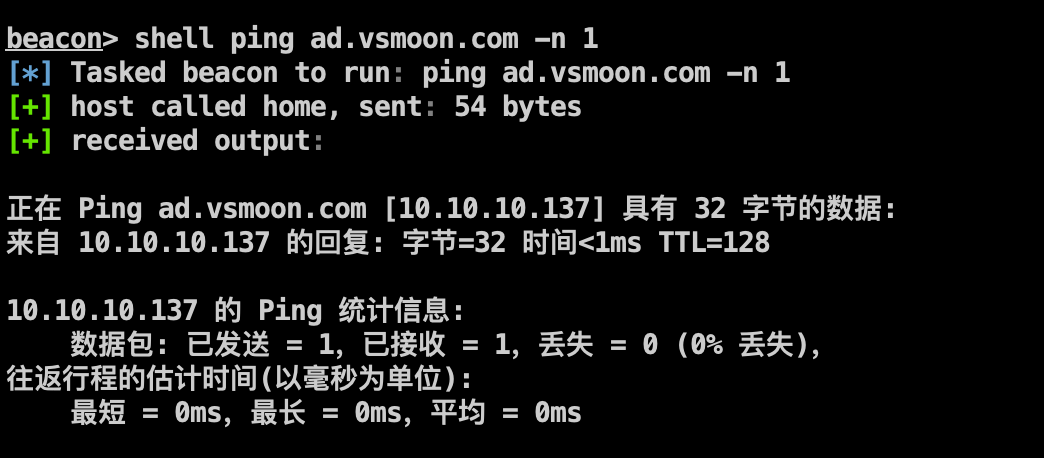 beacon> shell ping ad.vsmoon.com -n 1
[*] Tasked beacon to run: ping ad.vsmoon.com -n 1
[+] host called home, sent: 54 bytes
[+] received output:
正在 Ping ad.vsmoon.com [10.10.10.137] 具有 32 字节的数据:
来自 10.10.10.137 的回复: 字节=32 时间<1ms TTL=128
10.10.10.137 的 Ping 统计信息:
    数据包: 已发送 = 1，已接收 = 1，丢失 = 0 (0% 丢失)，
往返行程的估计时间(以毫秒为单位):
    最短 = 0ms，最长 = 0ms，平均 = 0ms